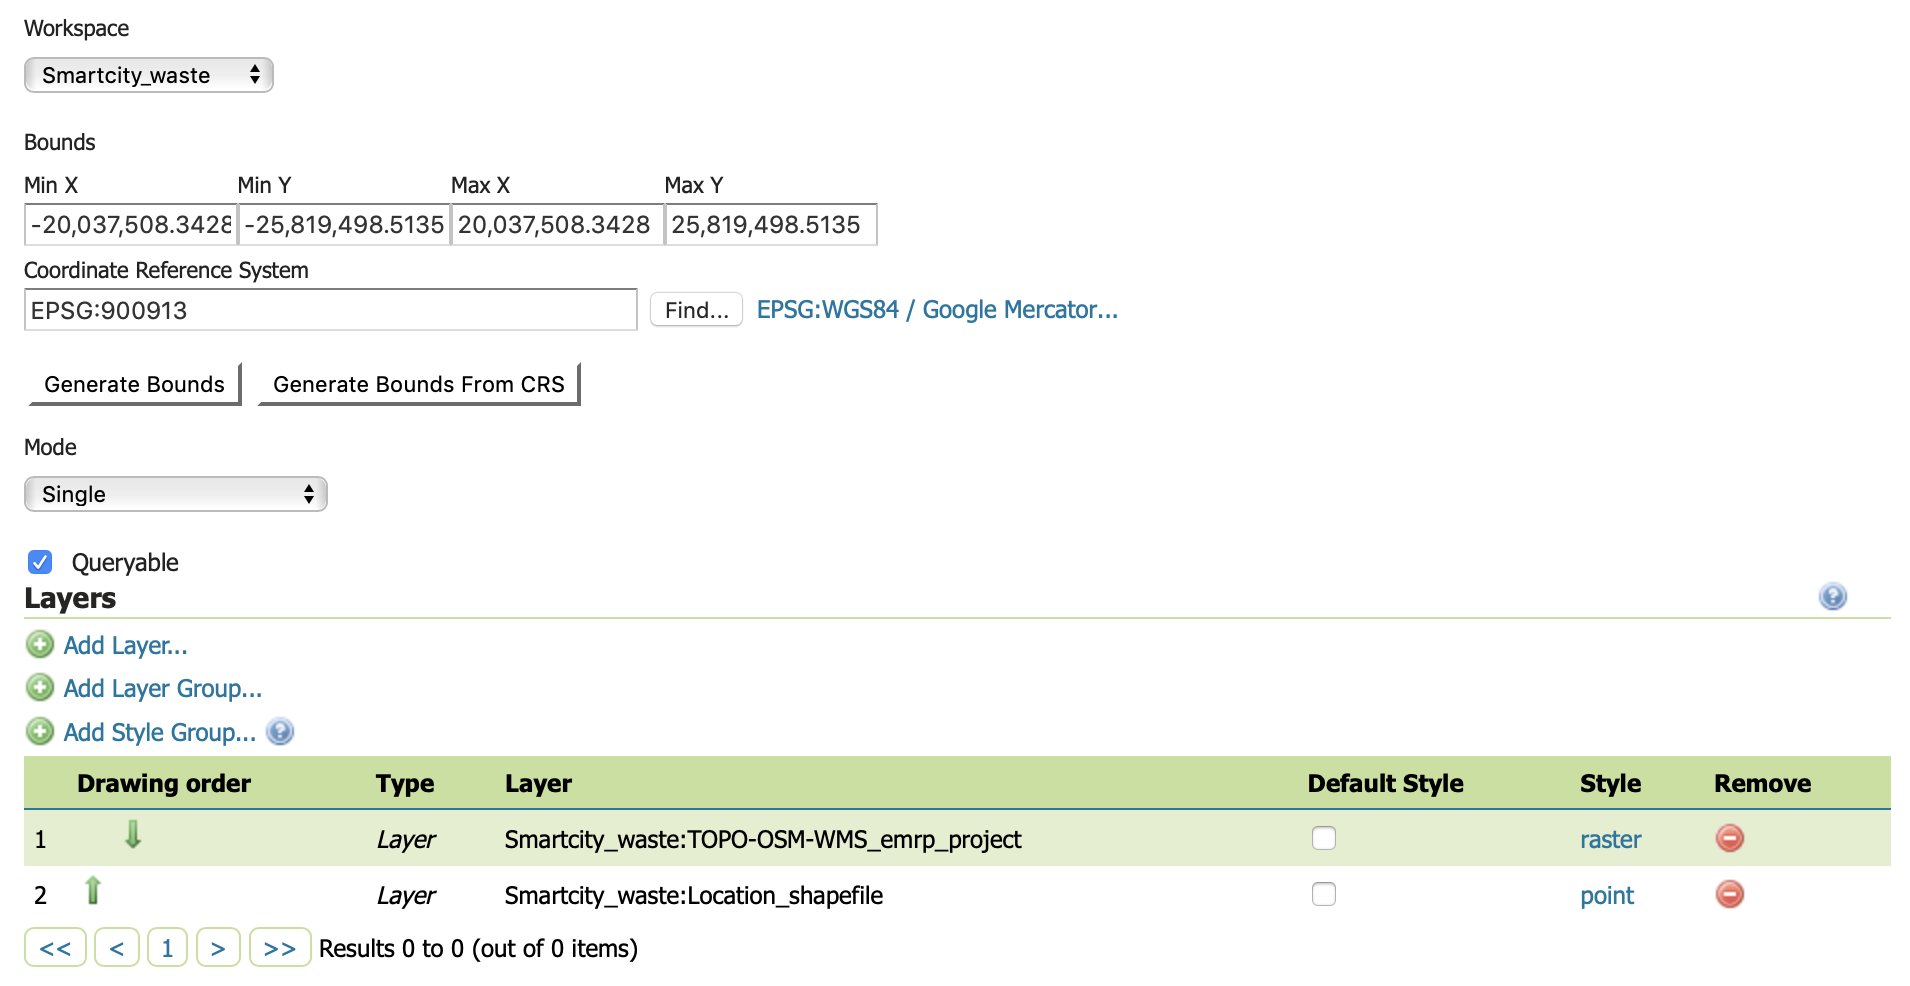 Workspace
Smartcity_waste
Bounds
Min X Min Y Max X Max Y
-20,037,508.3428 -25,819,498.5135 20,037,508.3428 25,819,498.5135
Coordinate Reference System
EPSG:900913 Find... EPSG:WGS84 / Google Mercator...
Generate Bounds Generate Bounds From CRS
Mode
Single
Queryable
Layers
Add Layer...
Add Layer Group...
Add Style Group...
Drawing order Type Layer Default Style Style Remove
1 Layer Smartcity_waste:TOPO-OSM-WMS_emrp_project raster
2 Layer Smartcity_waste:Location_shapefile point
<< < 1 > >> Results 0 to 0 (out of 0 items)